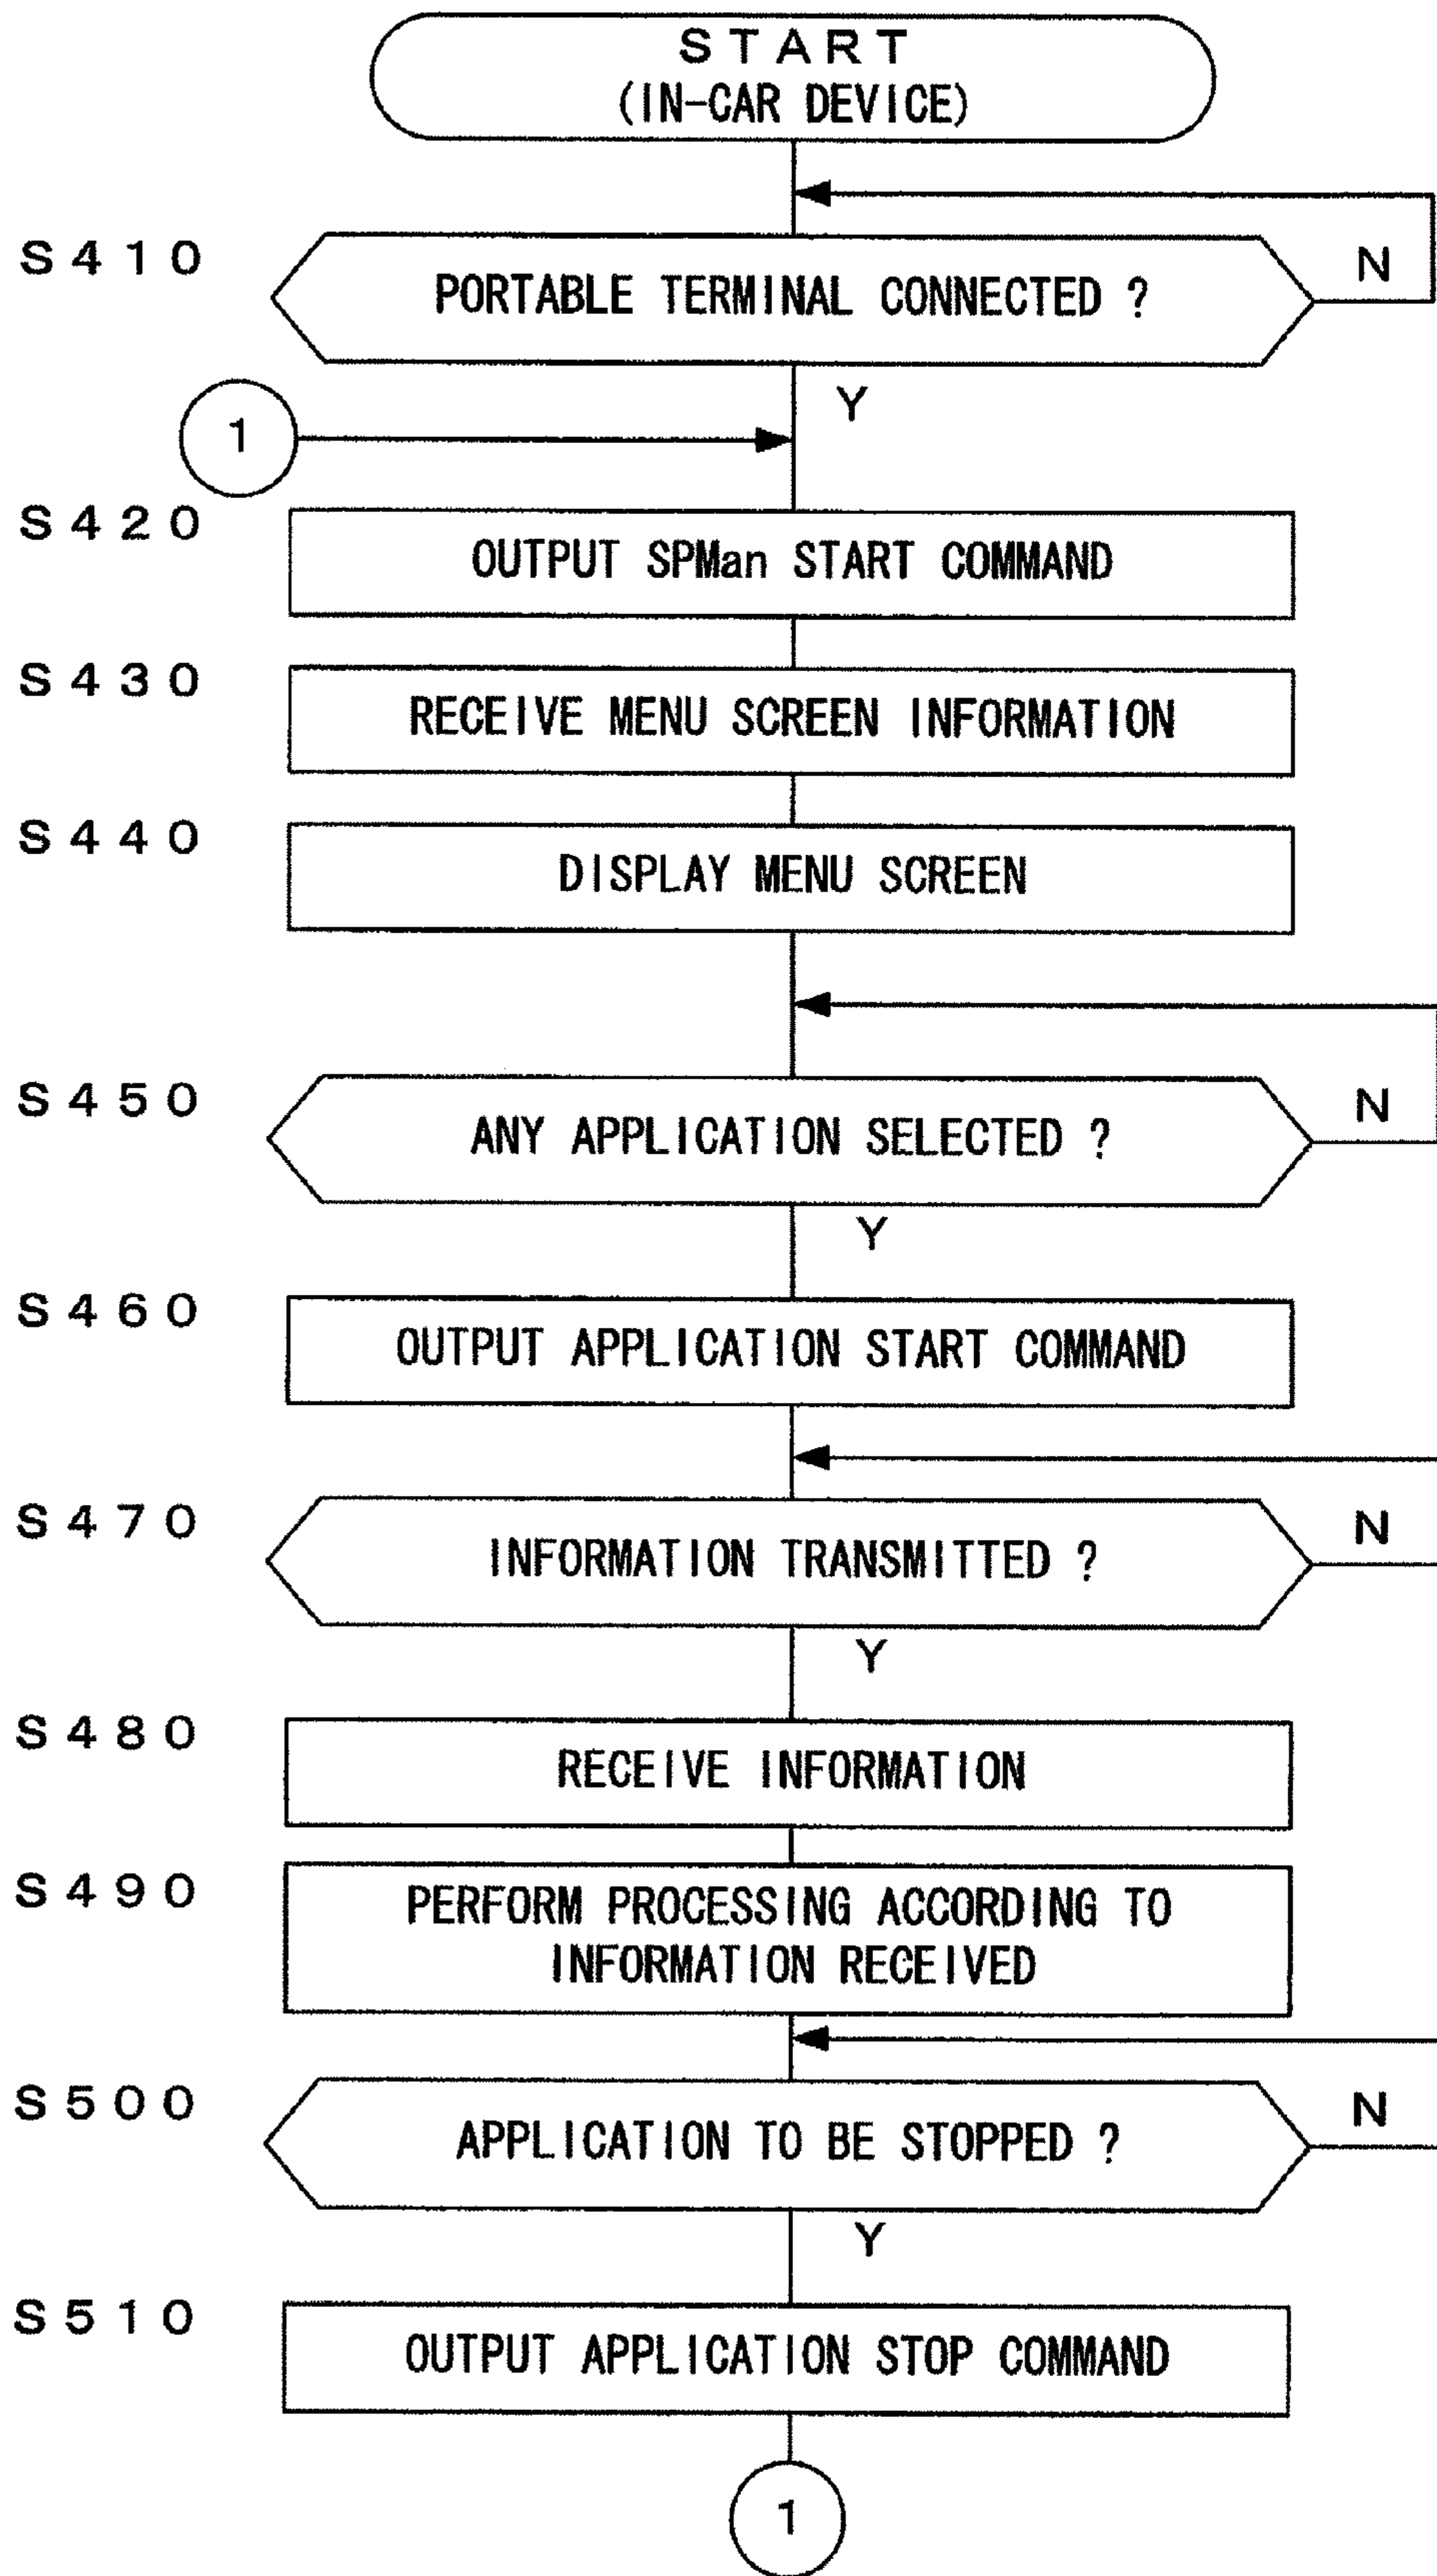 START
(IN-CAR DEVICE)
S410
PORTABLE TERMINAL CONNECTED ?
N
Y
1
S420
OUTPUT SPMan START COMMAND
S430
RECEIVE MENU SCREEN INFORMATION
S440
DISPLAY MENU SCREEN
S450
ANY APPLICATION SELECTED ?
N
Y
S460
OUTPUT APPLICATION START COMMAND
S470
INFORMATION TRANSMITTED ?
N
Y
S480
RECEIVE INFORMATION
S490
PERFORM PROCESSING ACCORDING TO
INFORMATION RECEIVED
S500
APPLICATION TO BE STOPPED ?
N
Y
S510
OUTPUT APPLICATION STOP COMMAND
1